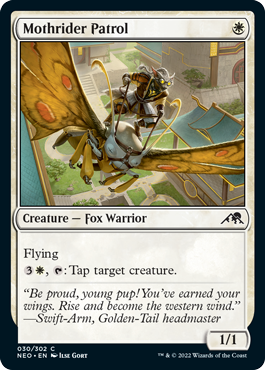 Mothrider Patrol
Creature — Fox Warrior
Flying
3, : Tap target creature.
"Be proud, young pup! You've earned
your wings. Rise and become the western wind."
—Swift-Arm, Golden-Tail headmaster
1/1
030/302 C
NEO • EN Ilse Gort
™ & © 2022 Wizards of the Coast